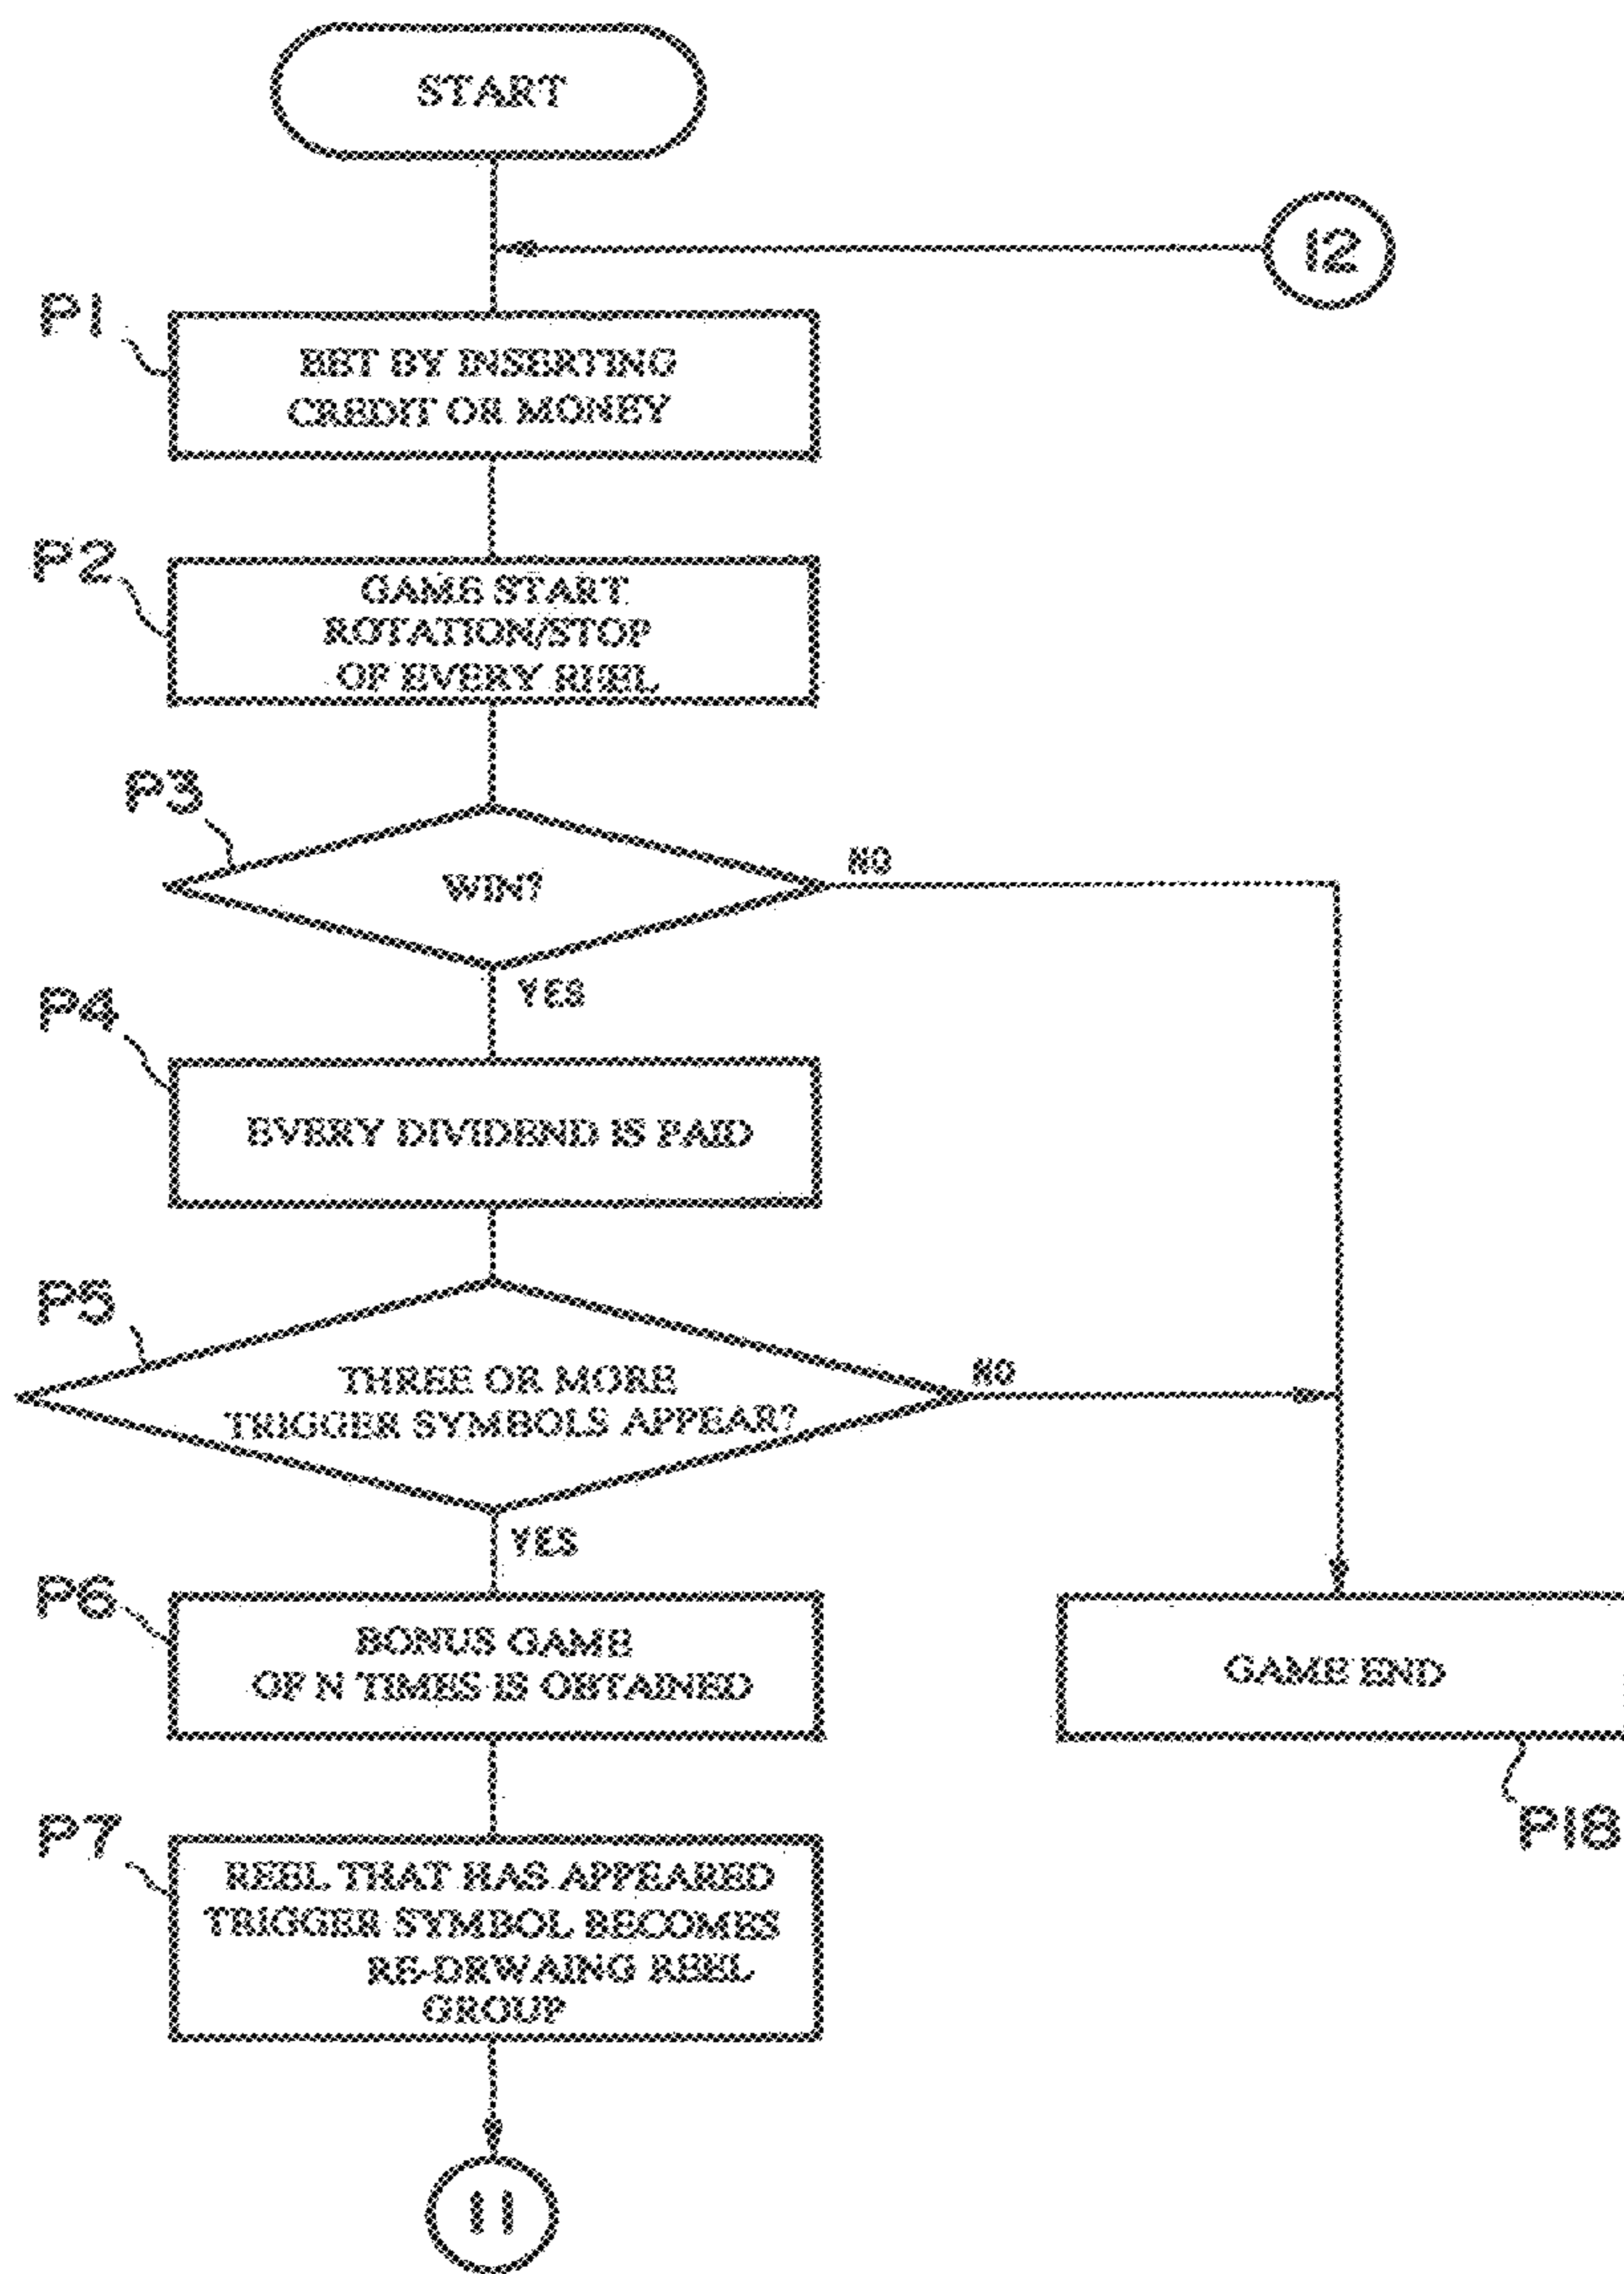 START
12
P1
BET BY INSERTING
CREDIT OR MONEY
P2
GAME START
ROTATION/STOP
OF EVERY REEL
P3
WIN?
NO
YES
P4
EVERY DIVIDEND IS PAID
P5
THREE OR MORE
TRIGGER SYMBOLS APPEAR?
NO
YES
P6
BONUS GAME
OF N TIMES IS OBTAINED
GAME END
P18
P7
REEL THAT HAS APPEARED
TRIGGER SYMBOL BECOMES
RE-DRWAING REEL
GROUP
11